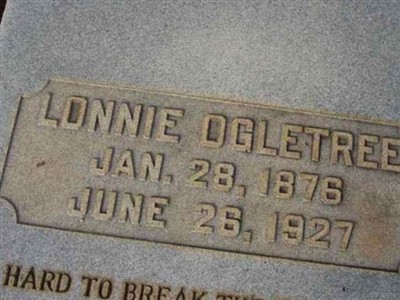 LONNIE OGLETREE
JAN. 28, 1876
JUNE 26, 1927
HARD TO BREAK